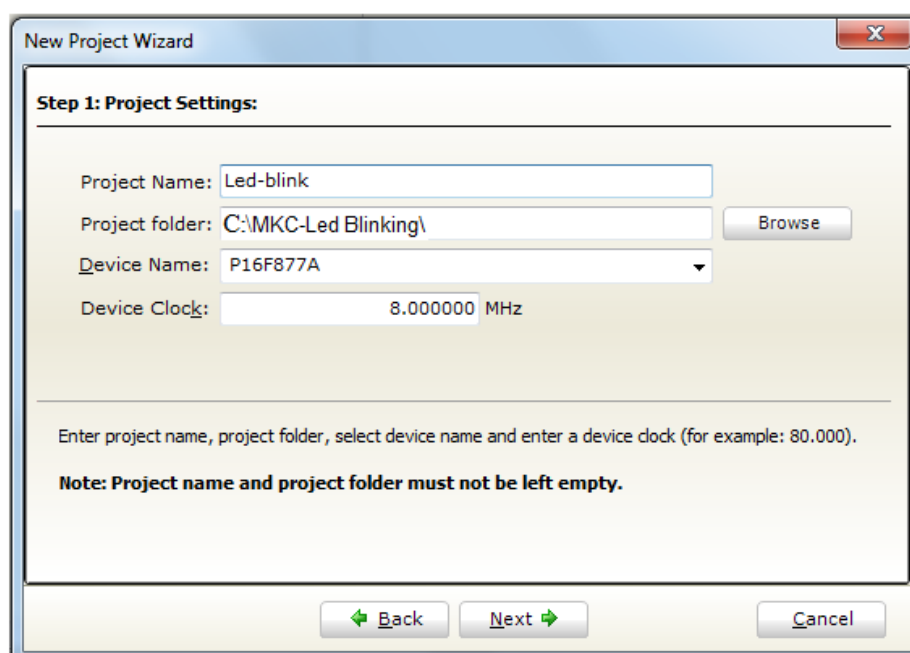 New Project Wizard
Step 1: Project Settings:
Project Name: Led-blink
Project folder: C:\MKC-Led Blinking\ Browse
Device Name: P16F877A
Device Clock: 8.000000 MHz
Enter project name, project folder, select device name and enter a device clock (for example: 80.000).
Note: Project name and project folder must not be left empty.
Back Next Cancel